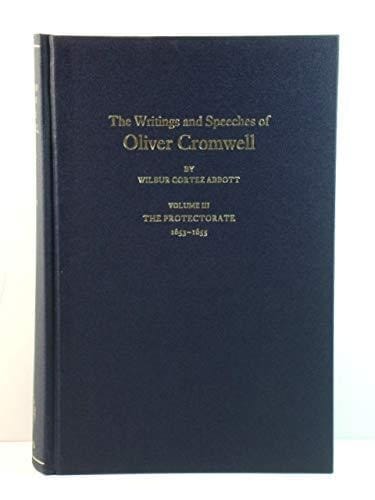 The Writings and Speeches of
Oliver Cromwell
BY
WILBUR CORTEZ ABBOTT
VOLUME III
THE PROTECTORATE
1653–1655